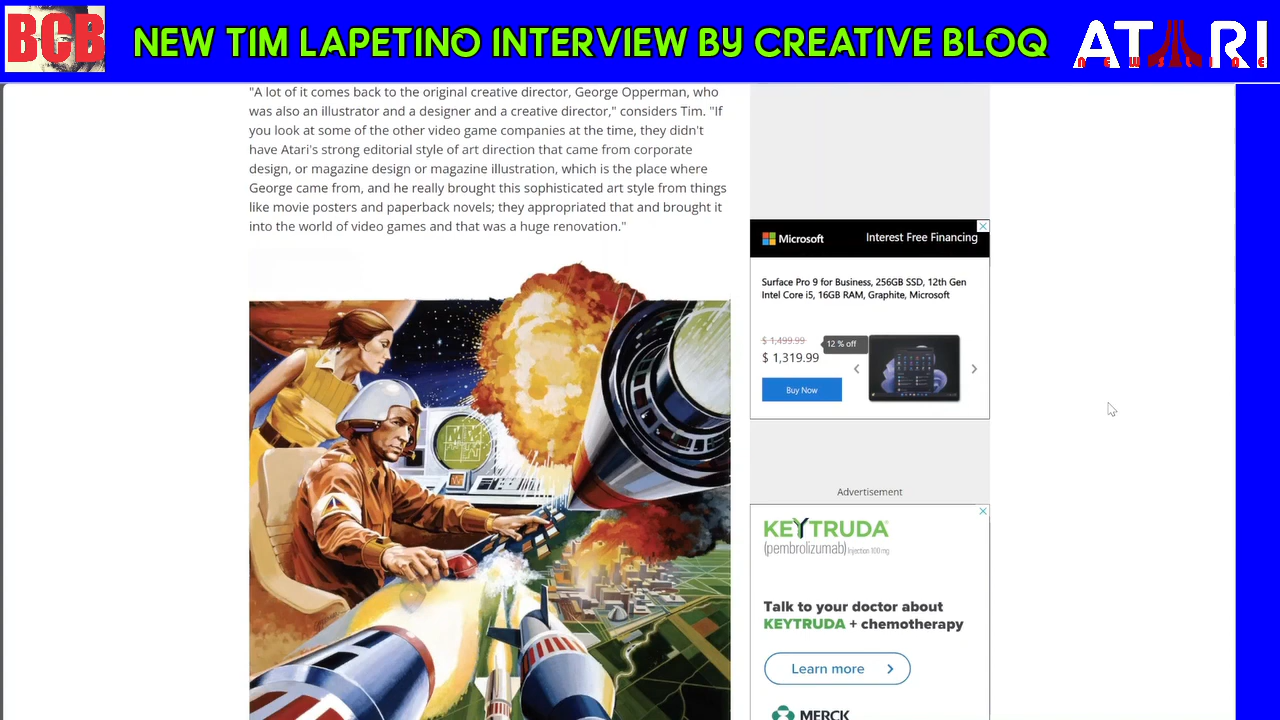 BCB
NEW TIM LAPETINO INTERVIEW BY CREATIVE BLOQ
ATARI
NEWSLINE
"A lot of it comes back to the original creative director, George Opperman, who
was also an illustrator and a designer and a creative director," considers Tim. "If
you look at some of the other video game companies at the time, they didn't
have Atari's strong editorial style of art direction that came from corporate
design, or magazine design or magazine illustration, which is the place where
George came from, and he really brought this sophisticated art style from things
like movie posters and paperback novels; they appropriated that and brought it
into the world of video games and that was a huge renovation."
Microsoft
Interest Free Financing
Surface Pro 9 for Business, 256GB SSD, 12th Gen
Intel Core i5, 16GB RAM, Graphite, Microsoft
$ 1,499.99
12 % off
$ 1,319.99
Buy Now
Advertisement
KEYTRUDA®
(pembrolizumab) Injection 100 mg
Talk to your doctor about
KEYTRUDA + chemotherapy
Learn more
MERCK